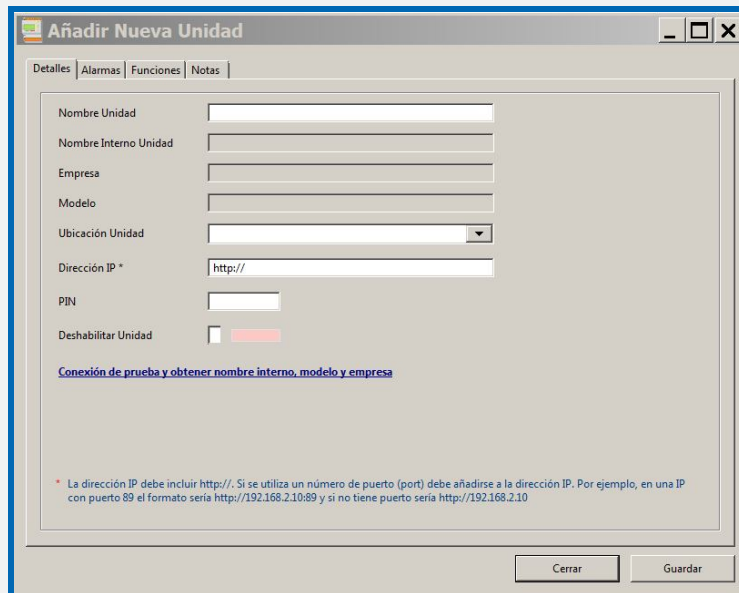 Añadir Nueva Unidad
Detalles Alarmas Funciones Notas
Nombre Unidad
Nombre Interno Unidad
Empresa
Modelo
Ubicación Unidad
Dirección IP * http://
PIN
Deshabilitar Unidad
Conexión de prueba y obtener nombre interno, modelo y empresa
* La dirección IP debe incluir http://. Si se utiliza un número de puerto (port) debe añadirse a la dirección IP. Por ejemplo, en una IP
con puerto 89 el formato sería http://192.168.2.10:89 y si no tiene puerto sería http://192.168.2.10
Cerrar Guardar